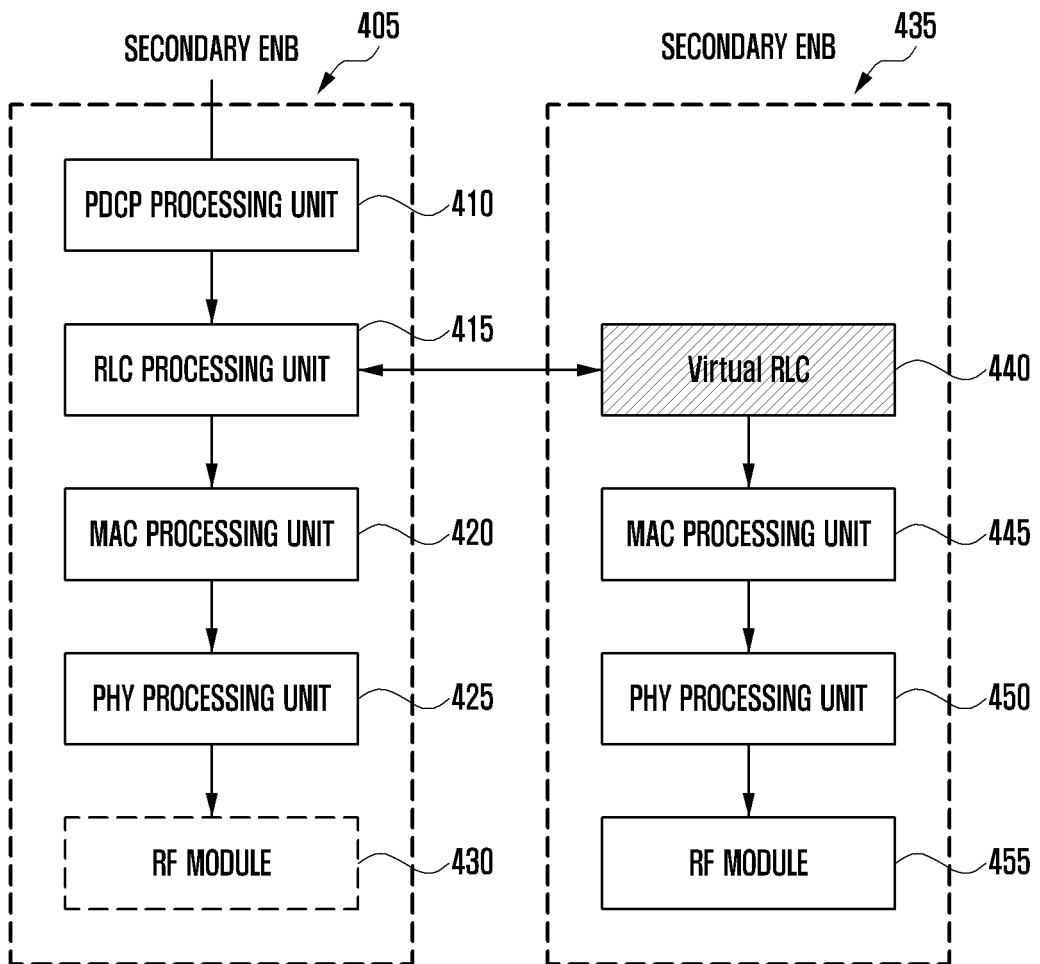 SECONDARY ENB
405
PDCP PROCESSING UNIT
410
RLC PROCESSING UNIT
415
MAC PROCESSING UNIT
420
PHY PROCESSING UNIT
425
RF MODULE
430
SECONDARY ENB
435
Virtual RLC
440
MAC PROCESSING UNIT
445
PHY PROCESSING UNIT
450
RF MODULE
455